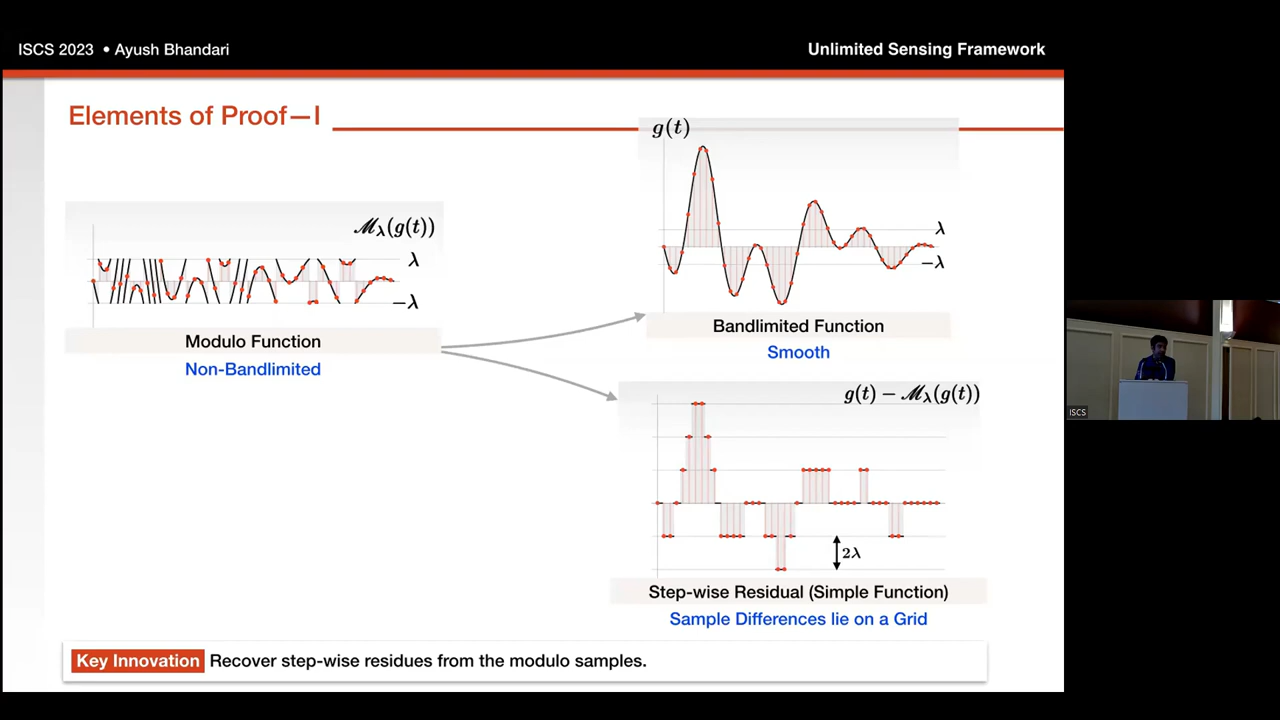 ISCS 2023 • Ayush Bhandari
Unlimited Sensing Framework
Elements of Proof—I
ℳλ(g(t))
λ
−λ
Modulo Function
Non-Bandlimited
g(t)
λ
−λ
Bandlimited Function
Smooth
g(t) − ℳλ(g(t))
2λ
Step-wise Residual (Simple Function)
Sample Differences lie on a Grid
Key Innovation Recover step-wise residues from the modulo samples.
ISCS